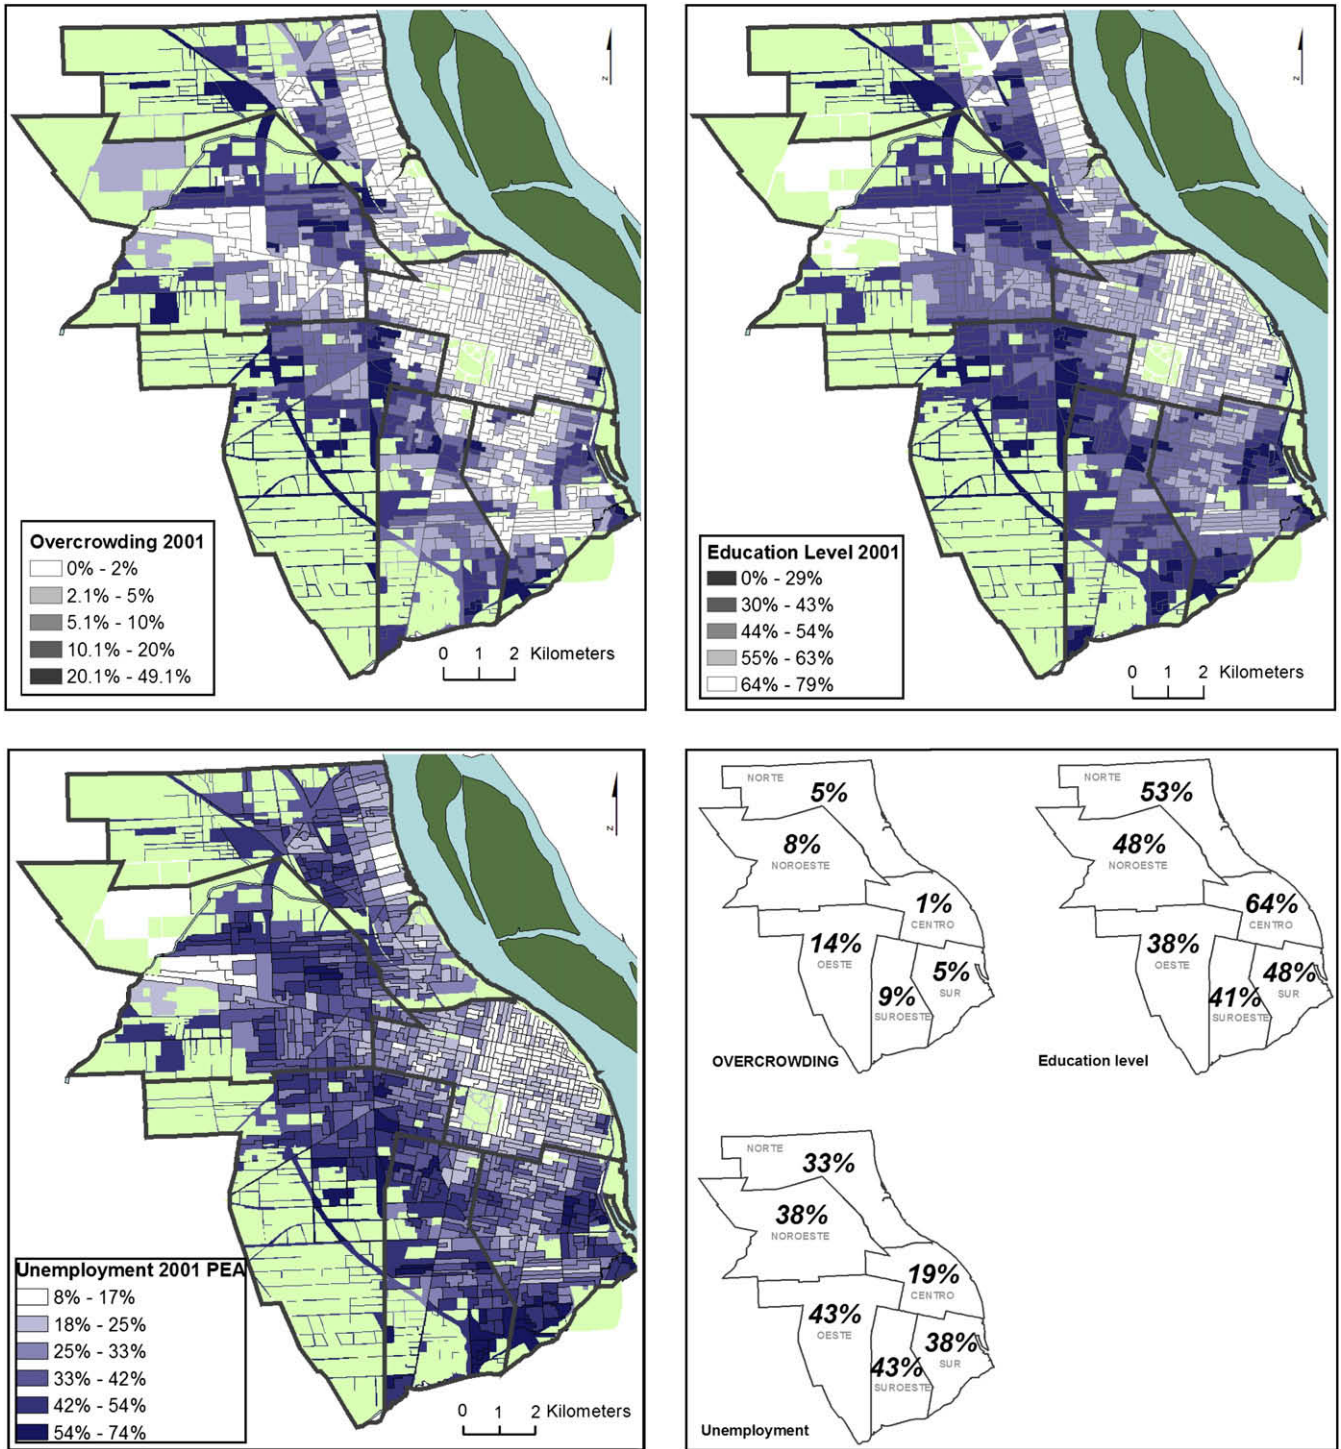 z
Overcrowding 2001
0% - 2%
2.1% - 5%
5.1% - 10%
10.1% - 20%
20.1% - 49.1%
0 1 2 Kilometers
z
Education Level 2001
0% - 29%
30% - 43%
44% - 54%
55% - 63%
64% - 79%
0 1 2 Kilometers
z
Unemployment 2001 PEA
8% - 17%
18% - 25%
25% - 33%
33% - 42%
42% - 54%
54% - 74%
0 1 2 Kilometers
NORTE
5%
8%
NOROESTE
1%
CENTRO
14%
OESTE
5%
SUR
9%
SUROESTE
OVERCROWDING
NORTE
53%
48%
NOROESTE
64%
CENTRO
38%
OESTE
48%
SUR
41%
SUROESTE
Education level
NORTE
33%
38%
NOROESTE
19%
CENTRO
43%
OESTE
38%
SUR
43%
SUROESTE
Unemployment